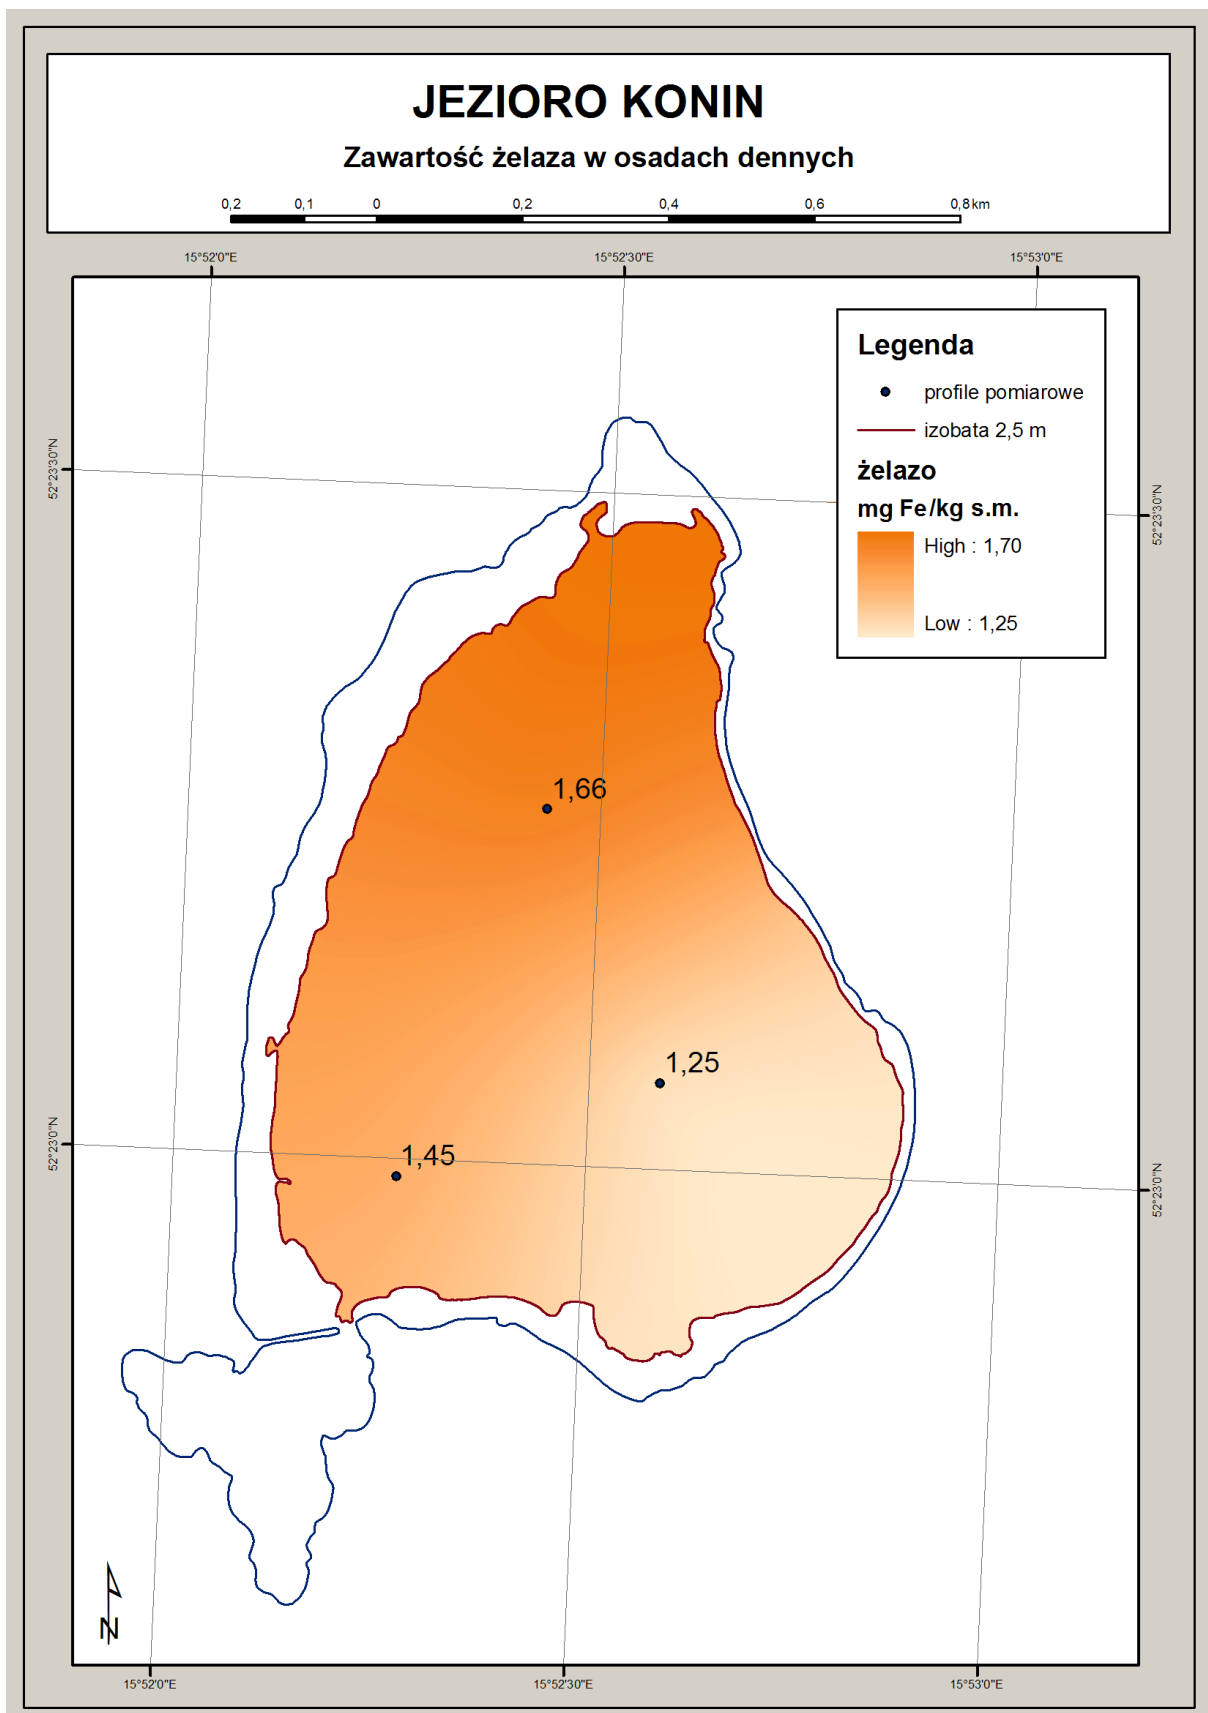 JEZIORO KONIN
Zawartość żelaza w osadach dennych
0,2 0,1 0 0,2 0,4 0,6 0,8 km
15°52'0"E 15°52'30"E 15°53'0"E
Legenda
profile pomiarowe
izobata 2,5 m
żelazo
mg Fe/kg s.m.
High : 1,70
Low : 1,25
52°23'30"N
52°23'30"N
1,66
1,25
52°23'0"N
1,45
52°23'0"N
N
15°52'0"E 15°52'30"E 15°53'0"E